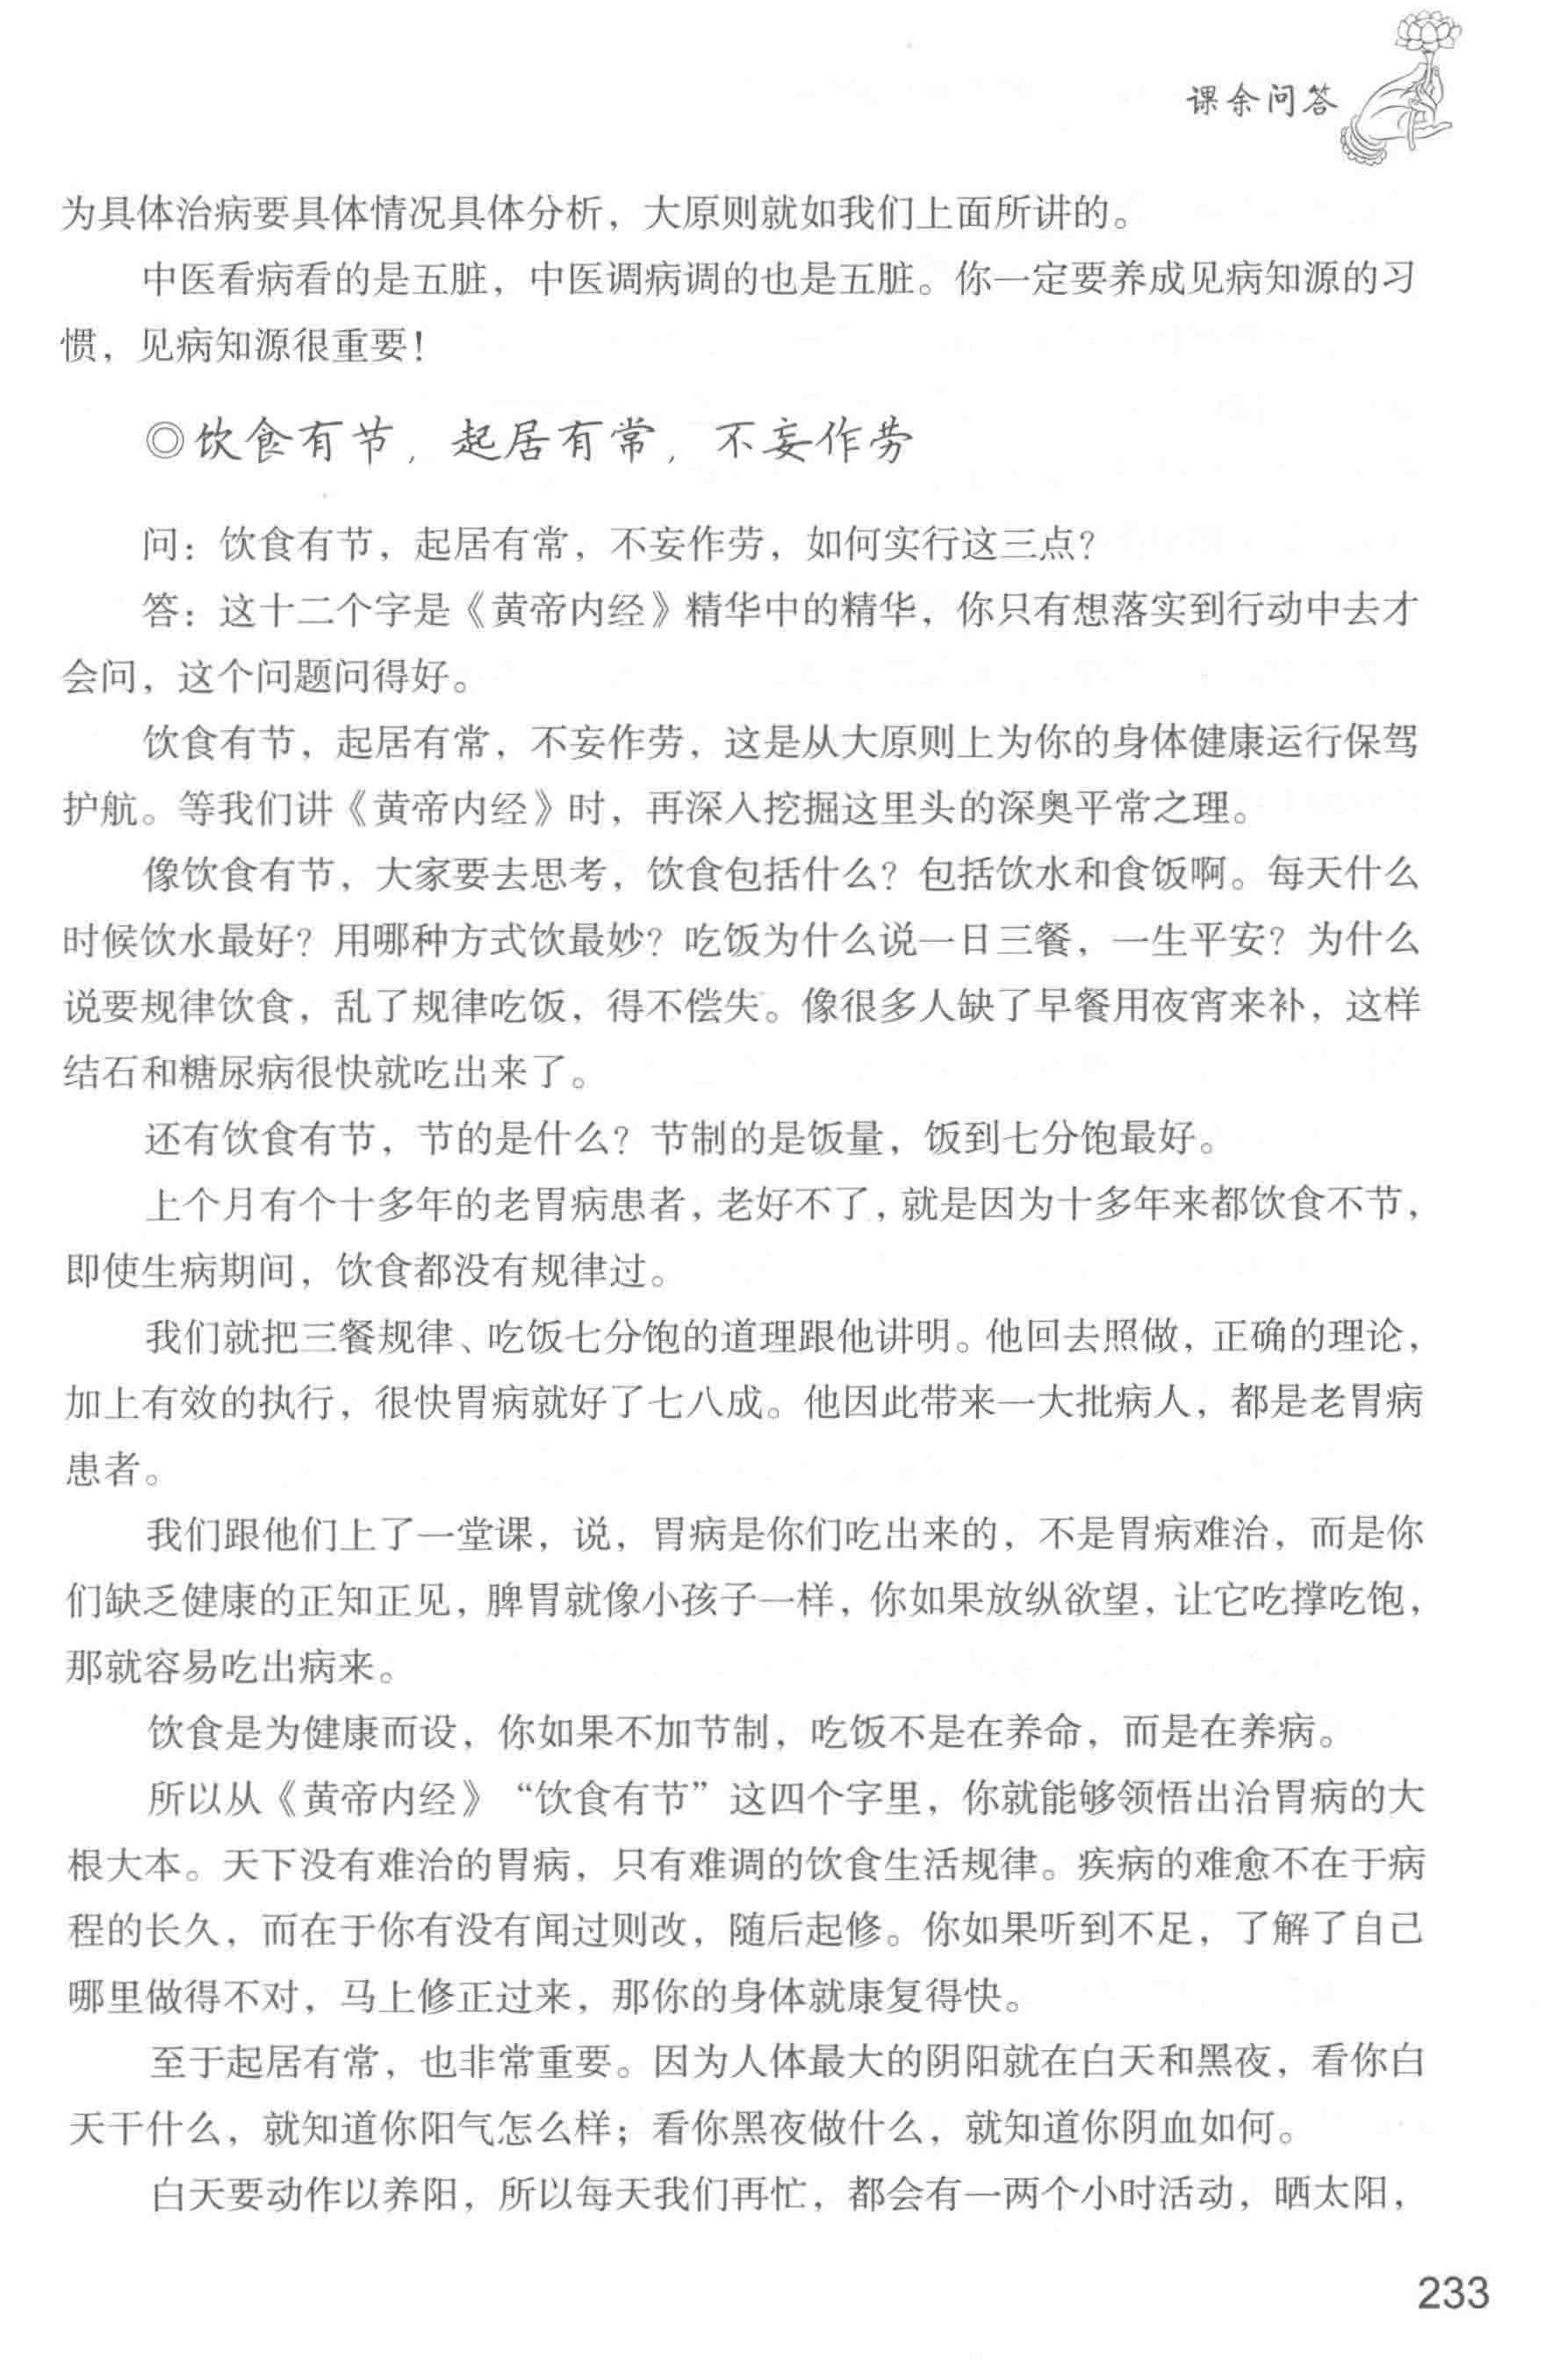 课余问答
为具体治病要具体情况具体分析，大原则就如我们上面所讲的。
中医看病看的是五脏，中医调病调的也是五脏。你一定要养成见病知源的习
惯，见病知源很重要！
◎饮食有节，起居有常，不妄作劳
问：饮食有节，起居有常，不妄作劳，如何实行这三点？
答：这十二个字是《黄帝内经》精华中的精华，你只有想落实到行动中去才
会问，这个问题问得好。
饮食有节，起居有常，不妄作劳，这是从大原则上为你的身体健康运行保驾
护航。等我们讲《黄帝内经》时，再深入挖掘这里头的深奥平常之理。
像饮食有节，大家要去思考，饮食包括什么？包括饮水和食饭啊。每天什么
时候饮水最好？用哪种方式饮最妙？吃饭为什么说一日三餐，一生平安？为什么
说要规律饮食，乱了规律吃饭，得不偿失。像很多人缺了早餐用夜宵来补，这样
结石和糖尿病很快就吃出来了。
还有饮食有节，节的是什么？节制的是饭量，饭到七分饱最好。
上个月有个十多年的老胃病患者，老好不了，就是因为十多年来都饮食不节，
即使生病期间，饮食都没有规律过。
我们就把三餐规律、吃饭七分饱的道理跟他讲明。他回去照做，正确的理论，
加上有效的执行，很快胃病就好了七八成。他因此带来一大批病人，都是老胃病
患者。
我们跟他们上了一堂课，说，胃病是你们吃出来的，不是胃病难治，而是你
们缺乏健康的正知正见，脾胃就像小孩子一样，你如果放纵欲望，让它吃撑吃饱，
那就容易吃出病来。
饮食是为健康而设，你如果不加节制，吃饭不是在养命，而是在养病。
所以从《黄帝内经》“饮食有节”这四个字里，你就能够领悟出治胃病的大
根大本。天下没有难治的胃病，只有难调的饮食生活规律。疾病的难愈不在于病
程的长久，而在于你有没有闻过则改，随后起修。你如果听到不足，了解了自己
哪里做得不对，马上修正过来，那你的身体就康复得快。
至于起居有常，也非常重要。因为人体最大的阴阳就在白天和黑夜，看你白
天干什么，就知道你阳气怎么样；看你黑夜做什么，就知道你阴血如何。
白天要动作以养阳，所以每天我们再忙，都会有一两个小时活动，晒太阳，
233